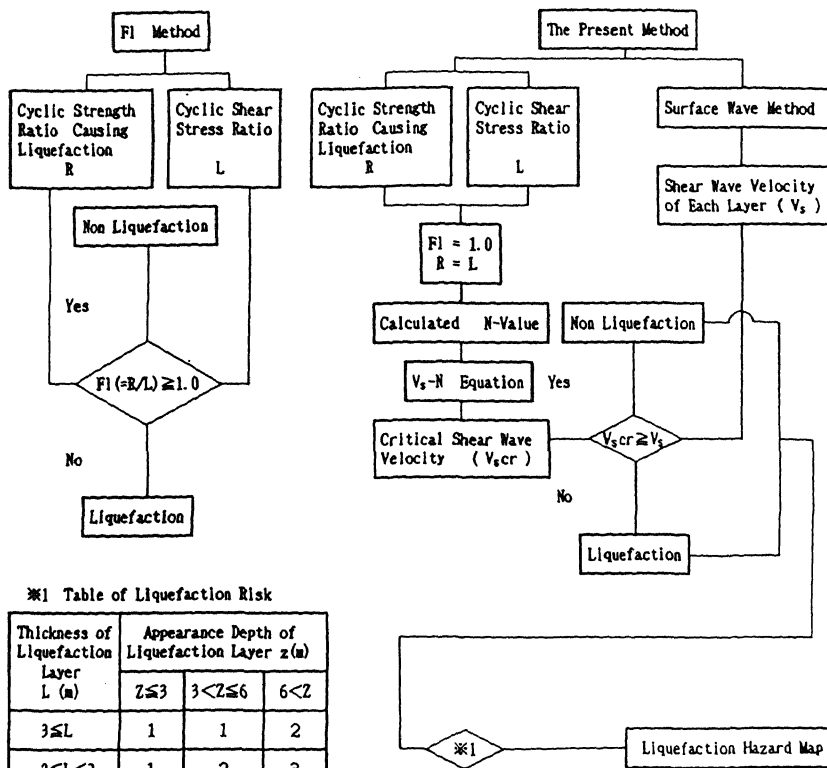 Fl Method
Cyclic Strength
Ratio Causing
Liquefaction
R
Cyclic Shear
Stress Ratio
L
Non Liquefaction
Yes
Fl(=R/L)≧1.0
No
Liquefaction
The Present Method
Cyclic Strength
Ratio Causing
Liquefaction
R
Cyclic Shear
Stress Ratio
L
Surface Wave Method
Shear Wave Velocity
of Each Layer ( Vs )
Fl = 1.0
R = L
Calculated N-Value
Non Liquefaction
Vs-N Equation
Yes
Critical Shear Wave
Velocity ( Vscr )
Vscr≧Vs
No
Liquefaction
※1 Table of Liquefaction Risk
Thickness of
Liquefaction
Layer
L (m)
Appearance Depth of
Liquefaction Layer z(m)
Z≦3 3<Z≦6 6<Z
3≦L 1 1 2
1 2
※1
Liquefaction Hazard Map